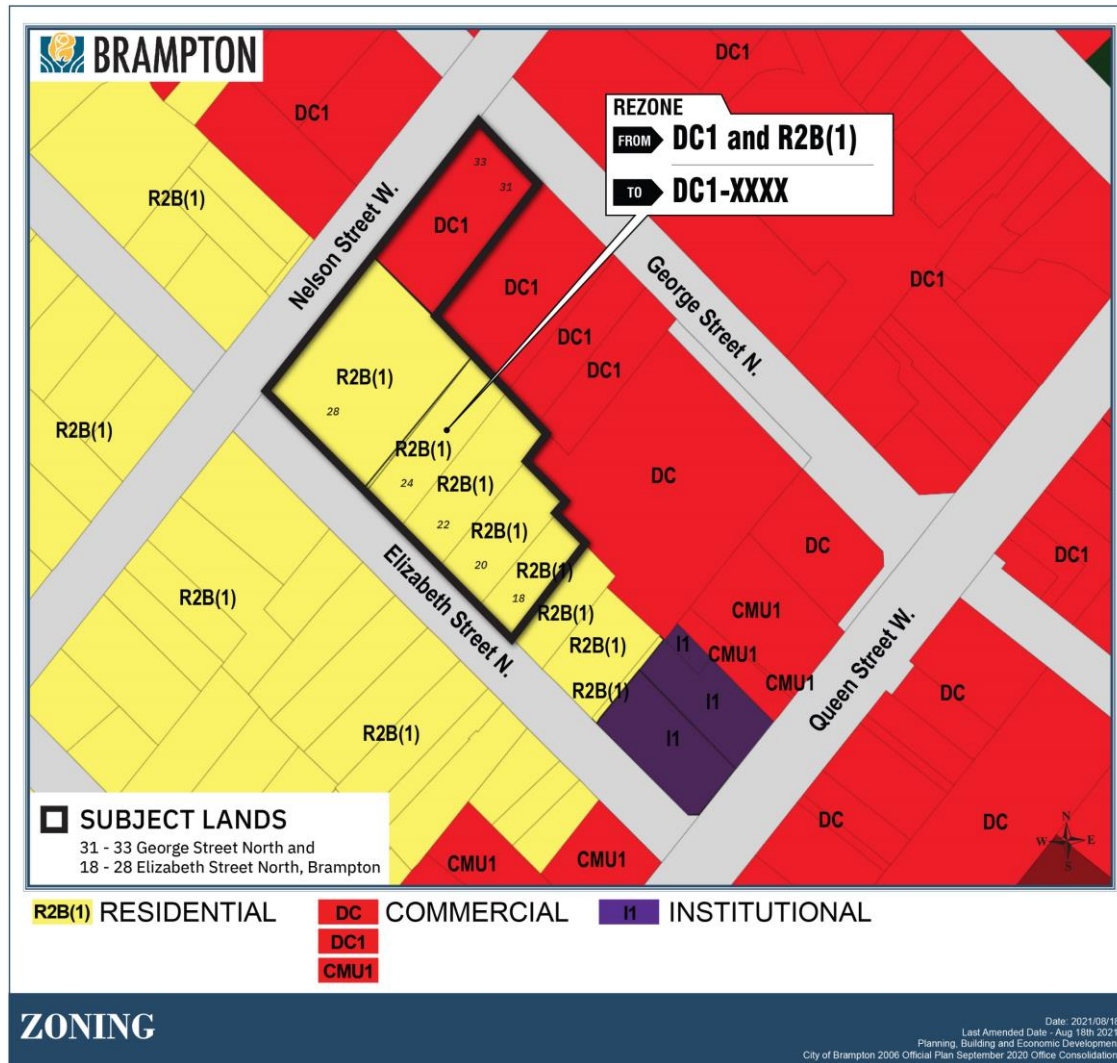 BRAMPTON
DC1
DC1
REZONE
FROM DC1 and R2B(1)
TO DC1-XXXX
33
31
R2B(1)
Nelson Street W.
DC1
DC1
George Street N.
DC1
DC1
DC1
R2B(1)
28
R2B(1)
R2B(1)
24
R2B(1)
22
R2B(1)
20
R2B(1)
18
DC
DC
DC1
R2B(1)
Elizabeth Street N.
R2B(1)
R2B(1)
R2B(1)
I1
I1
I1
CMU1
CMU1
CMU1
Queen Street W.
DC
DC
DC
R2B(1)
CMU1
CMU1
N
W
E
S
SUBJECT LANDS
31 - 33 George Street North and
18 - 28 Elizabeth Street North, Brampton
R2B(1) RESIDENTIAL
DC COMMERCIAL
DC1
CMU1
I1 INSTITUTIONAL
ZONING
Date: 2021/08/18
Last Amended Date - Aug 18th 2021
Planning, Building and Economic Development
City of Brampton 2006 Official Plan September 2020 Office Consolidation